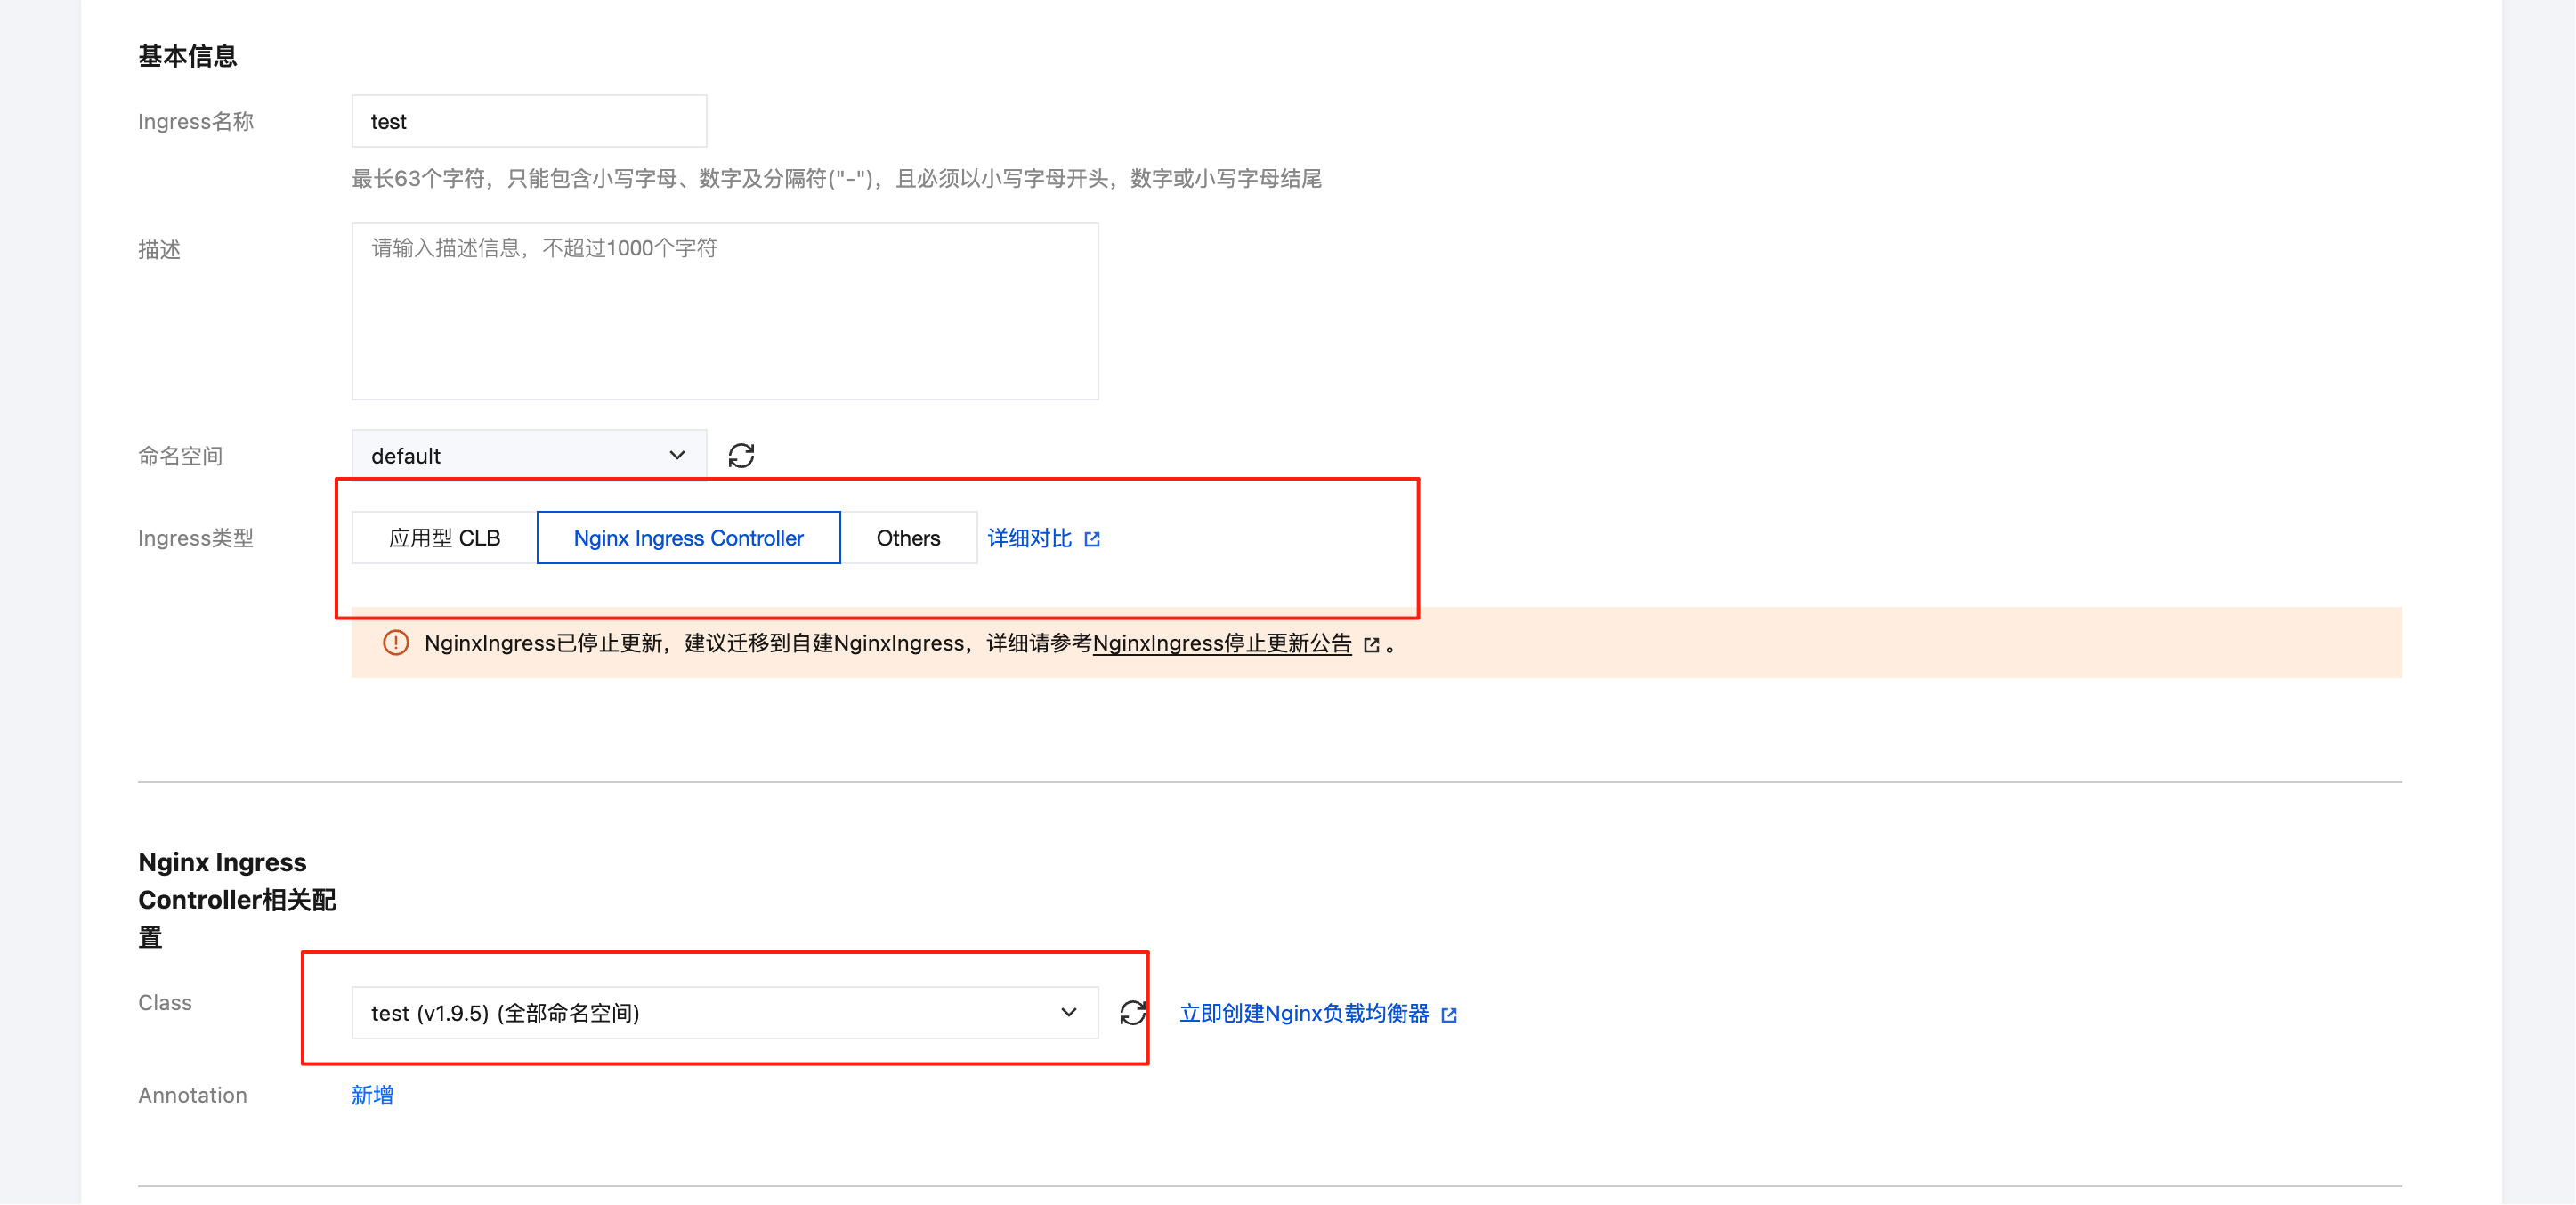 基本信息
Ingress名称
test
最长63个字符，只能包含小写字母、数字及分隔符("-")，且必须以小写字母开头，数字或小写字母结尾
描述
请输入描述信息，不超过1000个字符
命名空间
default
Ingress类型
应用型 CLB
Nginx Ingress Controller
Others
详细对比
NginxIngress已停止更新，建议迁移到自建NginxIngress，详细请参考NginxIngress停止更新公告 。
Nginx Ingress
Controller相关配
置
Class
test (v1.9.5) (全部命名空间)
立即创建Nginx负载均衡器
Annotation
新增